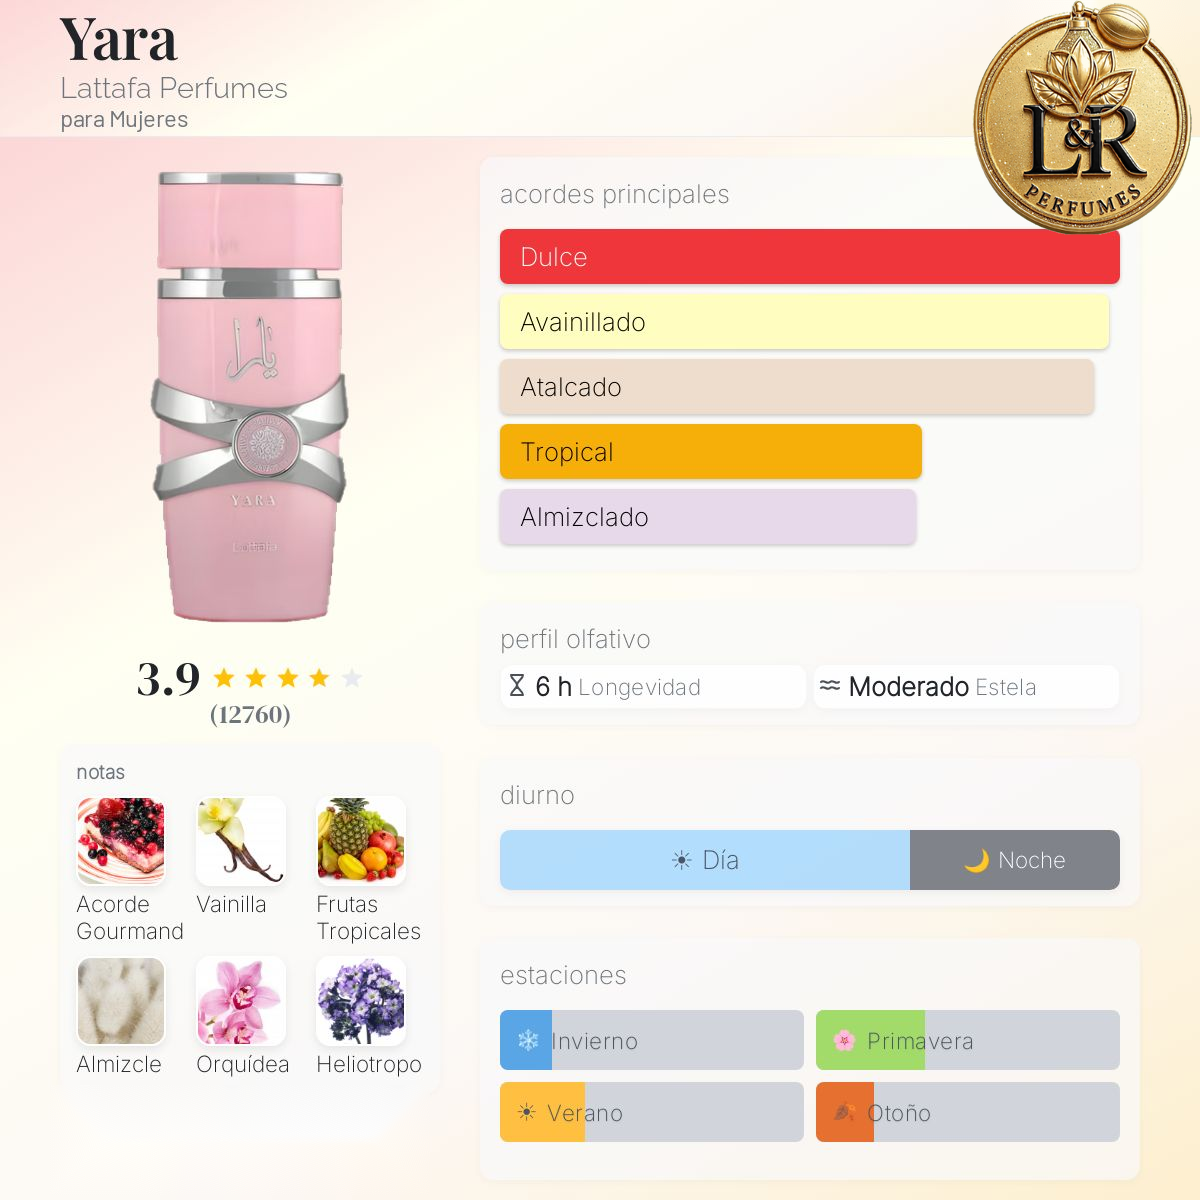 Yara
Lattafa Perfumes
para Mujeres
L&R
PERFUMES
يارا
YARA
Lattafa
3.9
(12760)
notas
Acorde
Gourmand
Vainilla
Frutas
Tropicales
Almizcle
Orquídea
Heliotropo
acordes principales
Dulce
Avainillado
Atalcado
Tropical
Almizclado
perfil olfativo
6 h Longevidad
Moderado Estela
diurno
Día
Noche
estaciones
Invierno
Primavera
Verano
Otoño